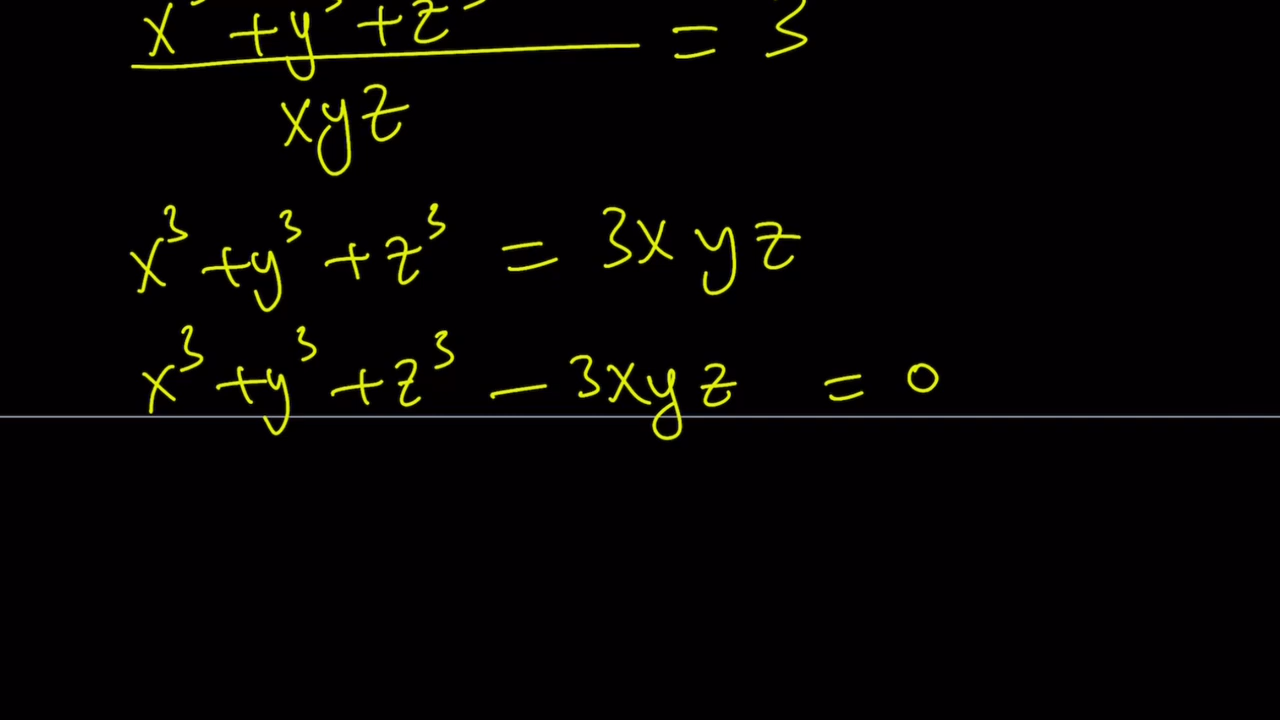 x³ + y³ + z³ = 3
xyz
x³ + y³ + z³ = 3xyz
x³ + y³ + z³ - 3xyz = 0